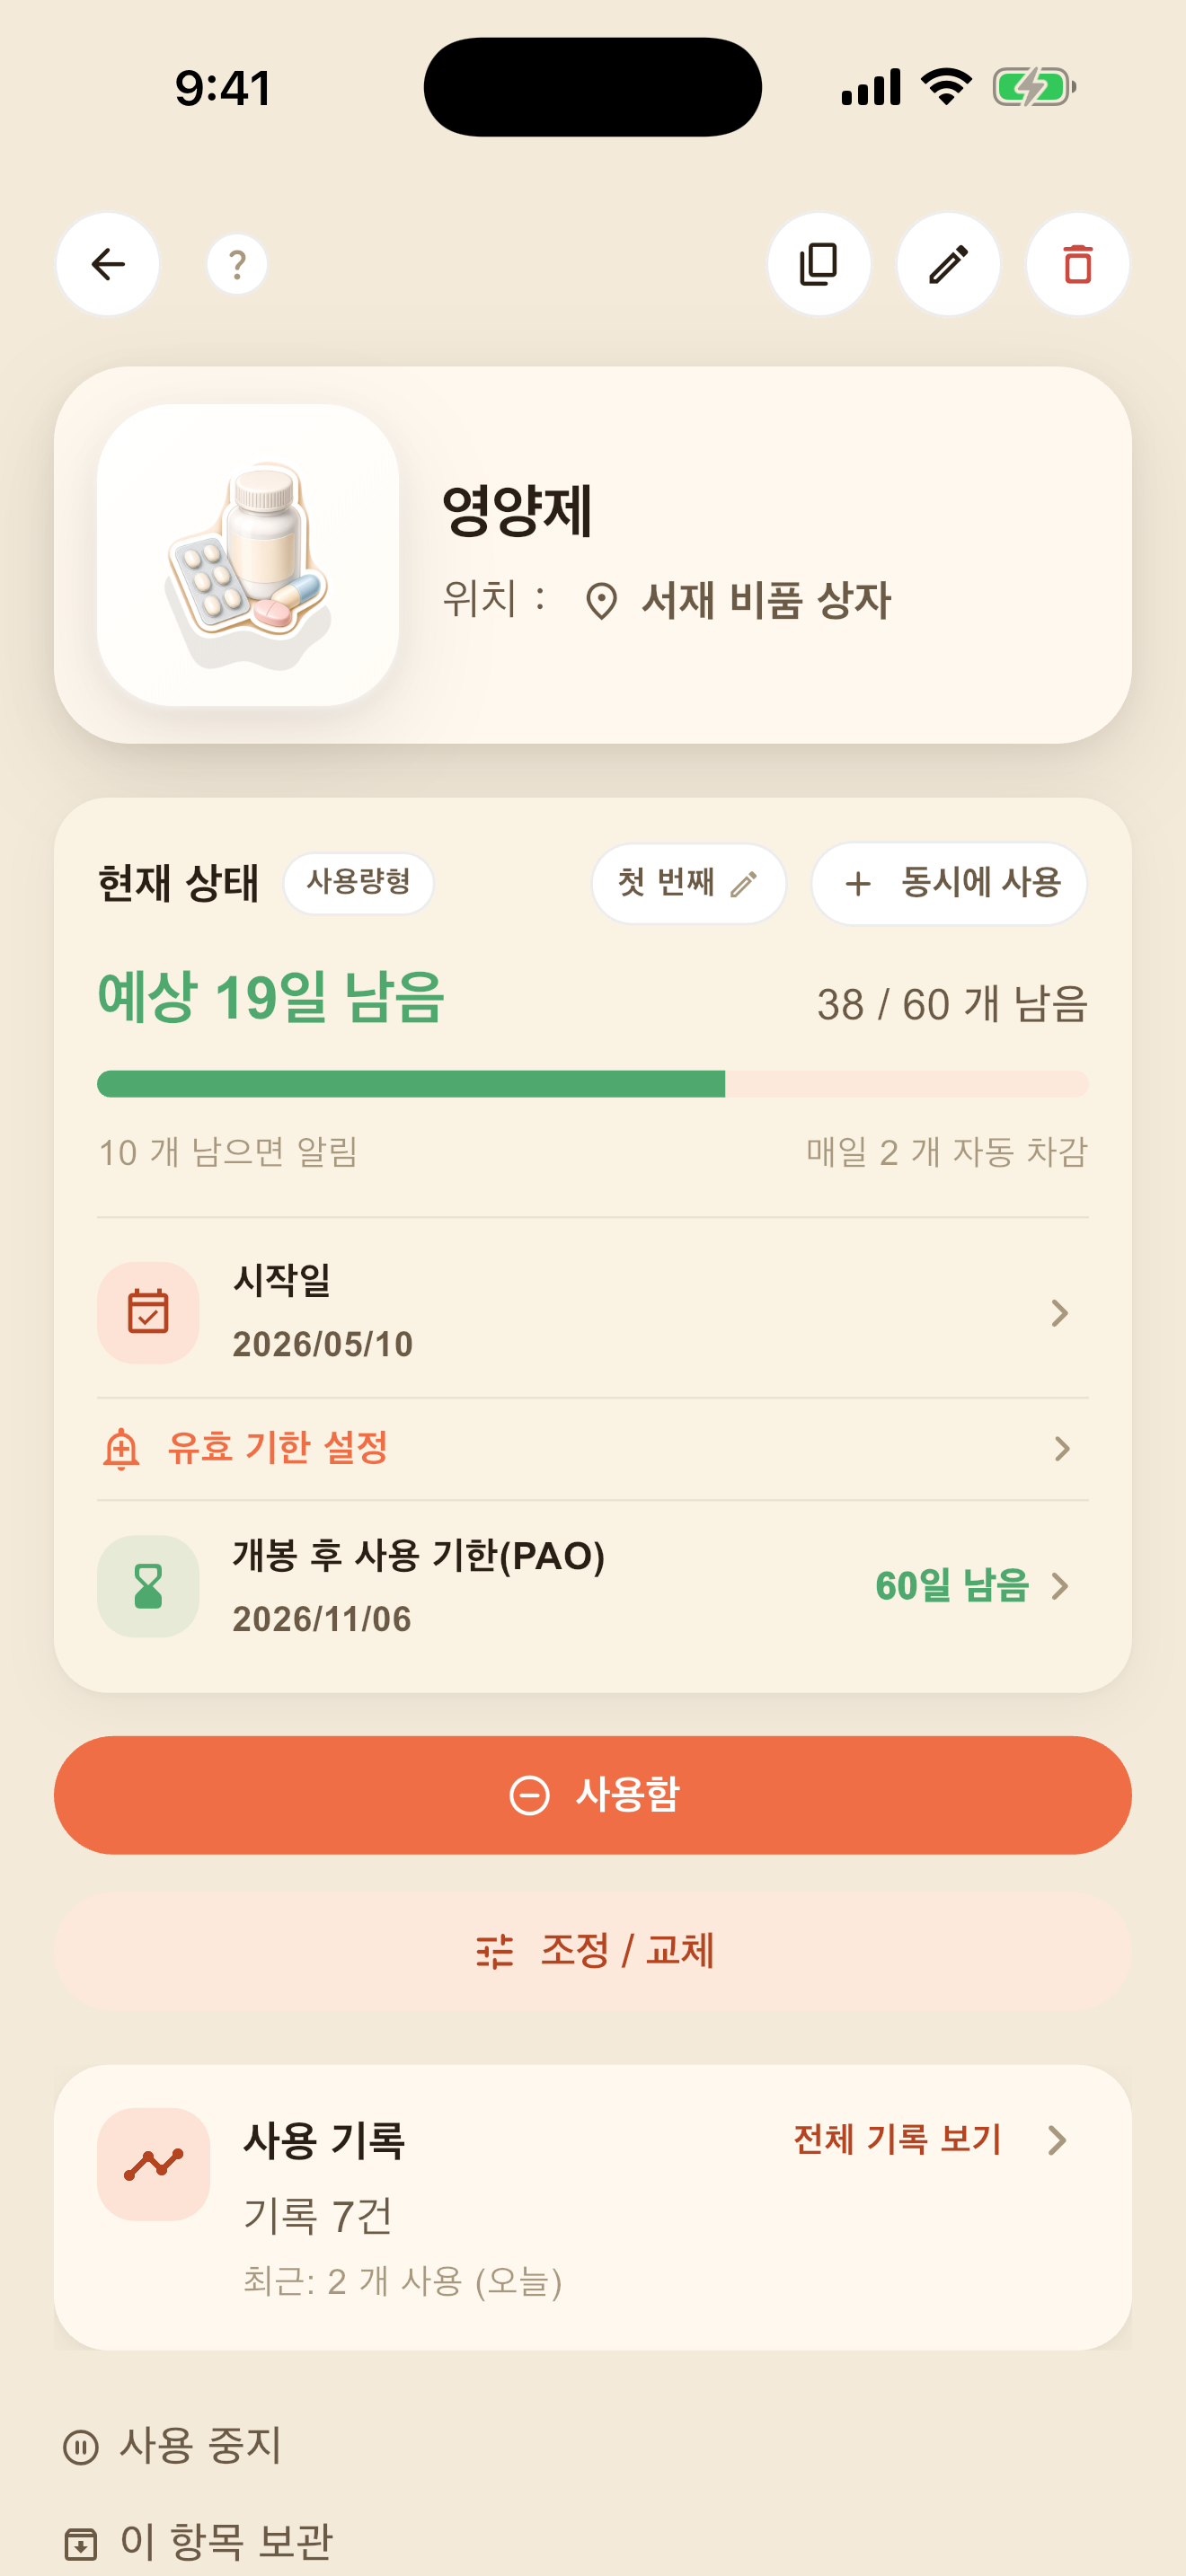 9:41
?
영양제
위치 : 서재 비품 상자
현재 상태 사용량형 첫 번째 + 동시에 사용
예상 19일 남음 38 / 60 개 남음
10 개 남으면 알림 매일 2 개 자동 차감
시작일
2026/05/10
유효 기한 설정
개봉 후 사용 기한(PAO)
60일 남음
2026/11/06
사용함
조정 / 교체
사용 기록 전체 기록 보기
기록 7건
최근: 2 개 사용 (오늘)
사용 중지
이 항목 보관